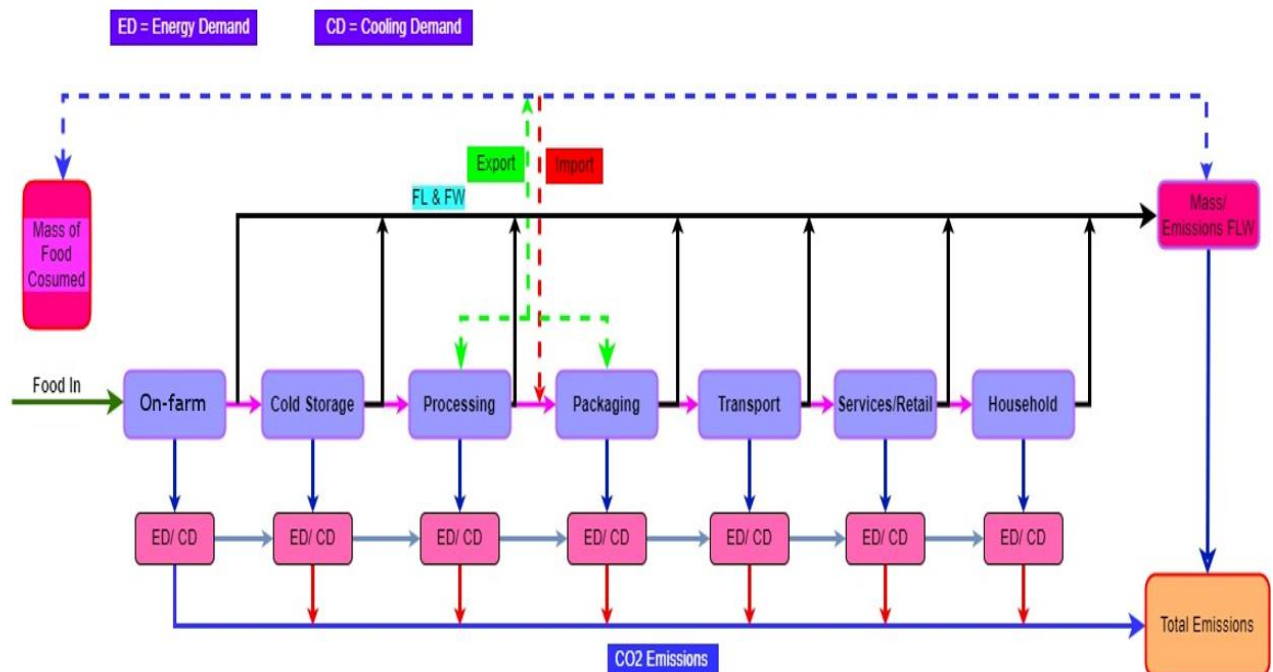 ED = Energy Demand
CD = Cooling Demand
Export
Import
FL & FW
Mass of
Food
Cosumed
Mass/
Emissions FLW
Food In
On-farm
Cold Storage
Processing
Packaging
Transport
Services/Retail
Household
ED/ CD
ED/ CD
ED/ CD
ED/ CD
ED/ CD
ED/ CD
ED/ CD
Total Emissions
CO2 Emissions